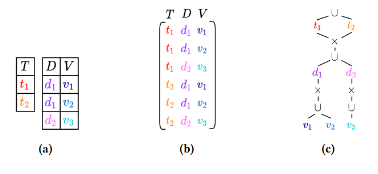 T
t₁
t₂
D V
d₁ v₁
d₁ v₂
d₂ v₃
(a)
T D V
t₁ d₁ v₁
t₁ d₁ v₂
t₁ d₂ v₃
t₂ d₁ v₁
t₂ d₁ v₂
t₂ d₂ v₃
(b)
∪
t₁ t₂
×
∪
d₁ d₂
× ×
∪ ∪
v₁ v₂ v₃
(c)